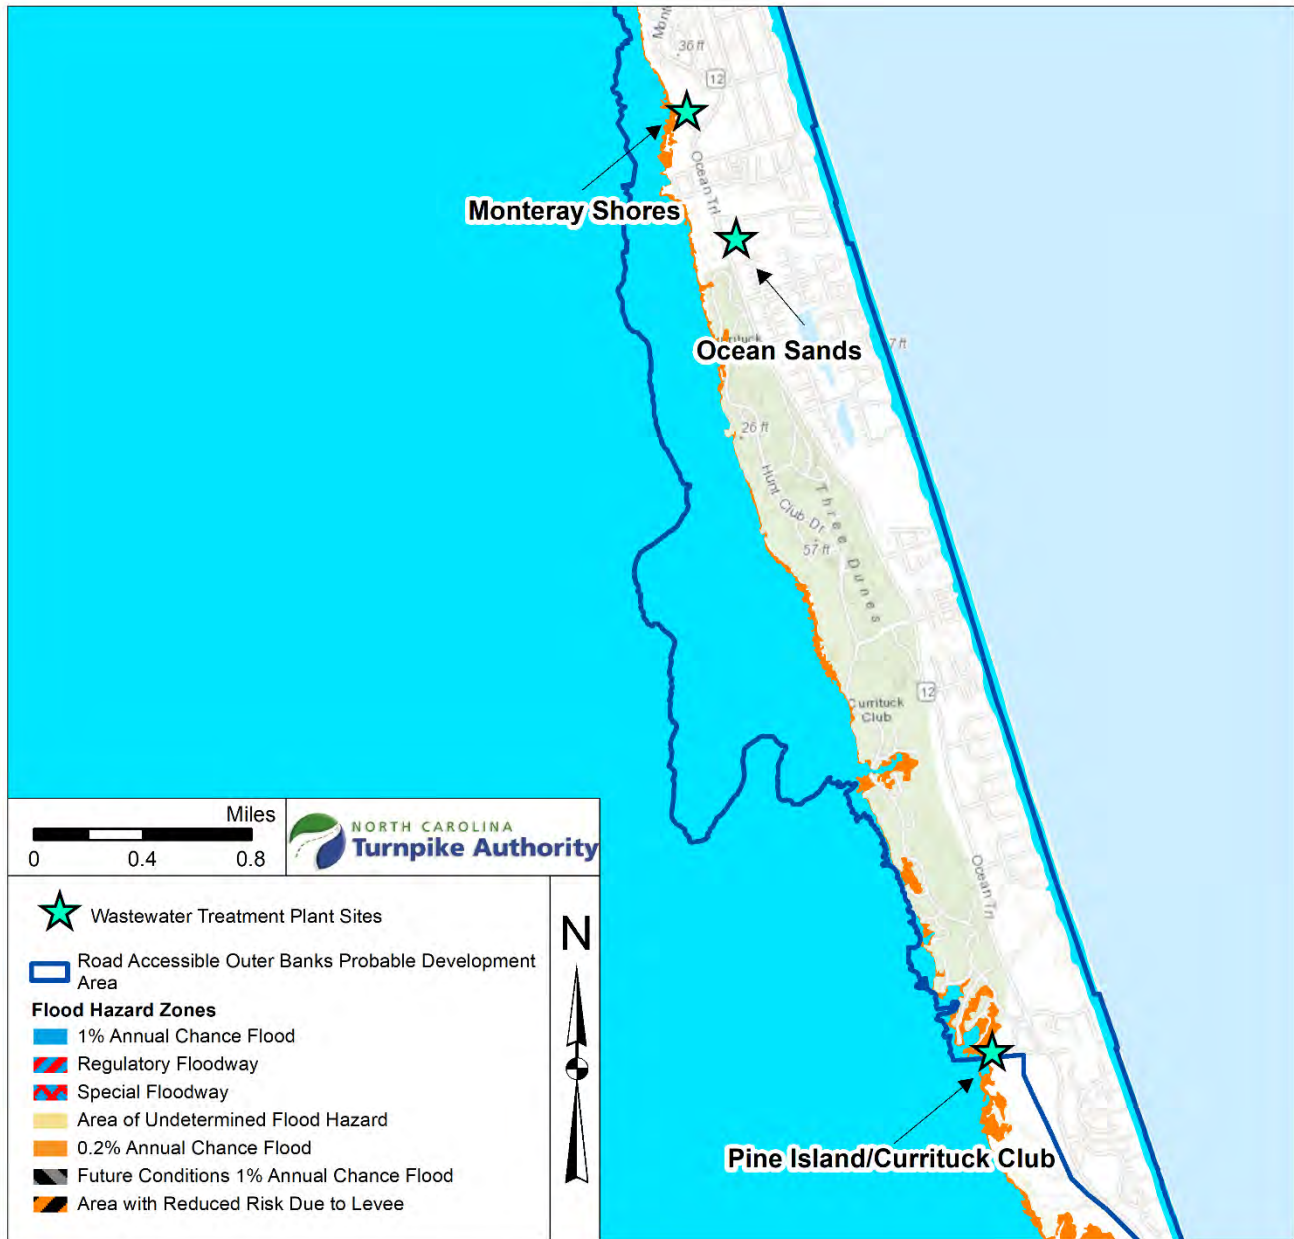 Mont
36 ft
12
Ocean Trl
Monteray Shores
Ocean Sands
7 ft
26 ft
Hunt Club Dr
Three Dunes
57 ft
12
Currituck
Club
Ocean Trl
Pine Island/Currituck Club
Miles
0 0.4 0.8
NORTH CAROLINA
Turnpike Authority
N
Wastewater Treatment Plant Sites
Road Accessible Outer Banks Probable Development
Area
Flood Hazard Zones
1% Annual Chance Flood
Regulatory Floodway
Special Floodway
Area of Undetermined Flood Hazard
0.2% Annual Chance Flood
Future Conditions 1% Annual Chance Flood
Area with Reduced Risk Due to Levee